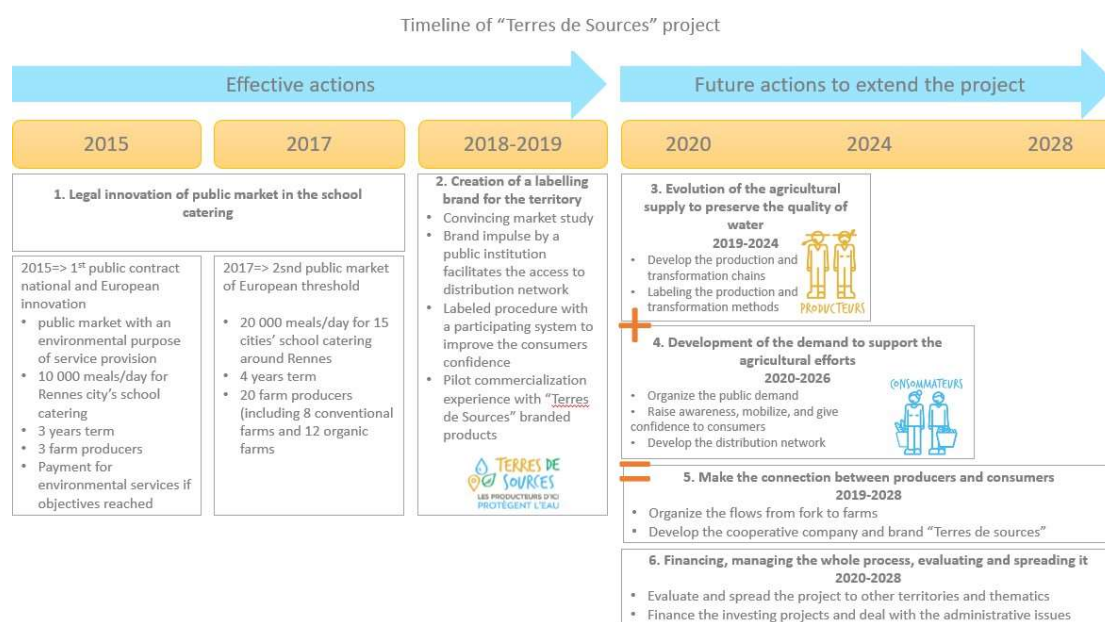 Timeline of “Terres de Sources” project
Effective actions
Future actions to extend the project
2015
2017
2018-2019
2020
2024
2028
1. Legal innovation of public market in the school
catering
2015=> 1st public contract
national and European
innovation
• public market with an
environmental purpose
of service provision
• 10 000 meals/day for
Rennes city’s school
catering
• 3 years term
• 3 farm producers
• Payment for
environmental services if
objectives reached
2017=> 2snd public market
of European threshold
• 20 000 meals/day for 15
cities’ school catering
around Rennes
• 4 years term
• 20 farm producers
(including 8 conventional
farms and 12 organic
farms)
2. Creation of a labelling
brand for the territory
• Convincing market study
• Brand impulse by a
public institution
facilitates the access to
distribution network
• Labeled procedure with
a participating system to
improve the consumers
confidence
• Pilot commercialization
experience with “Terres
de Sources” branded
products
TERRES DE
SOURCES
LES PRODUCTEURS D'ICI
PROTÈGENT L'EAU
3. Evolution of the agricultural
supply to preserve the quality of
water
2019-2024
• Develop the production and
transformation chains
• Labeling the production and
transformation methods
PRODUCTEURS
+
4. Development of the demand to support the
agricultural efforts
2020-2026
• Organize the public demand
• Raise awareness, mobilize, and give
confidence to consumers
• Develop the distribution network
CONSOMMATEURS
=
5. Make the connection between producers and consumers
2019-2028
• Organize the flows from fork to farms
• Develop the cooperative company and brand “Terres de sources”
6. Financing, managing the whole process, evaluating and spreading it
2020-2028
• Evaluate and spread the project to other territories and thematics
• Finance the investing projects and deal with the administrative issues